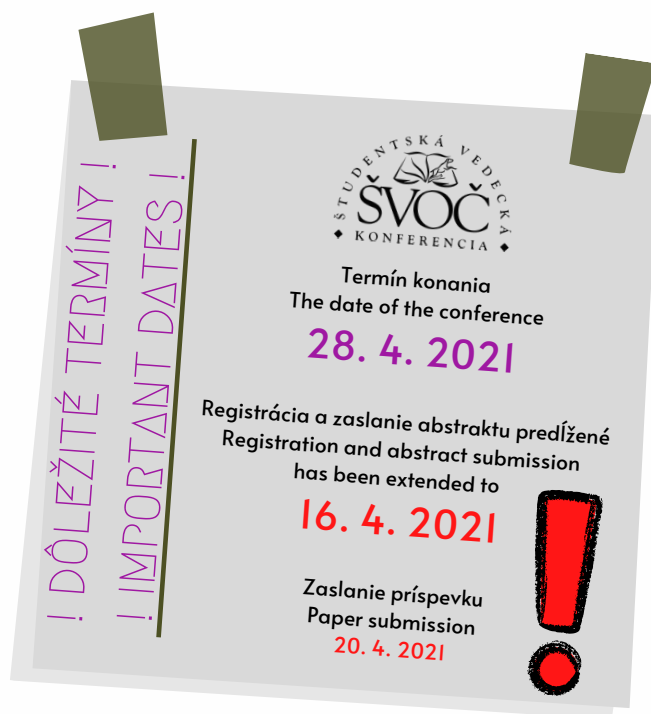 ! DÔLEŽITÉ TERMÍNY !
! IMPORTANT DATES !
ŠTUDENTSKÁ VEDECKÁ
ŠVOČ
KONFERENCIA
Termín konania
The date of the conference
28. 4. 2021
Registrácia a zaslanie abstraktu predĺžené
Registration and abstract submission
has been extended to
16. 4. 2021
Zaslanie príspevku
Paper submission
20. 4. 2021